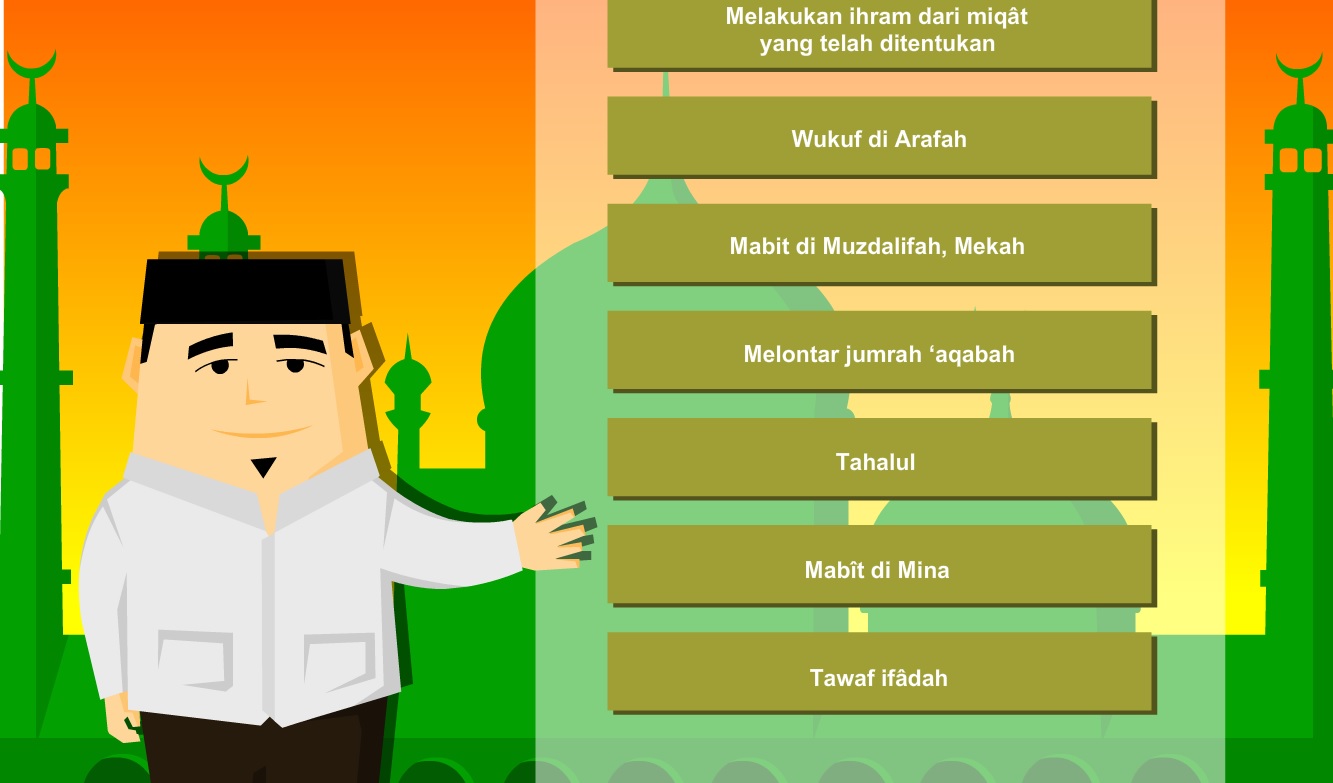 Melakukan ihram dari miqât
yang telah ditentukan
Wukuf di Arafah
Mabit di Muzdalifah, Mekah
Melontar jumrah ‘aqabah
Tahalul
Mabît di Mina
Tawaf ifâdah